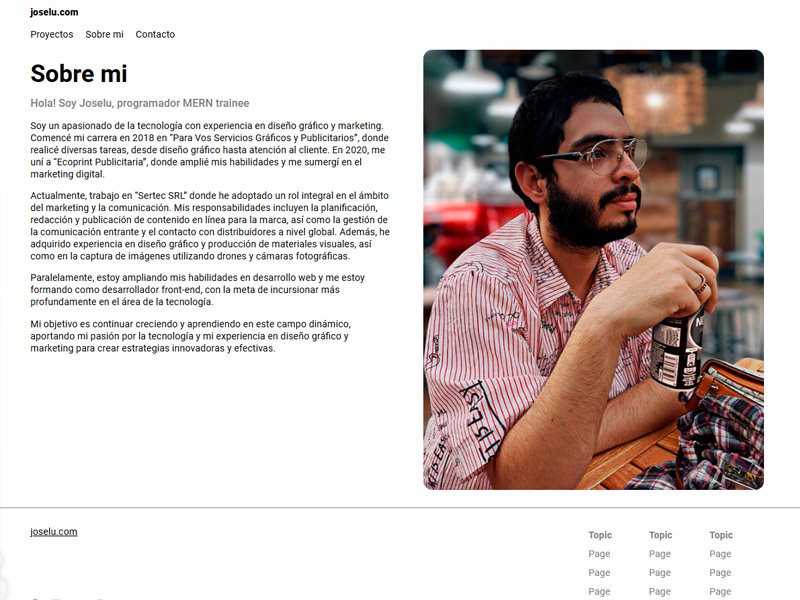 joselu.com
Proyectos Sobre mi Contacto
Sobre mi
Hola! Soy Joselu, programador MERN trainee
Soy un apasionado de la tecnología con experiencia en diseño gráfico y marketing.
Comencé mi carrera en 2018 en “Para Vos Servicios Gráficos y Publicitarios”, donde
realicé diversas tareas, desde diseño gráfico hasta atención al cliente. En 2020, me
uní a “Ecoprint Publicitaria”, donde amplié mis habilidades y me sumergí en el
marketing digital.
Actualmente, trabajo en “Sertec SRL” donde he adoptado un rol integral en el ámbito
del marketing y la comunicación. Mis responsabilidades incluyen la planificación,
redacción y publicación de contenido en línea para la marca, así como la gestión de
la comunicación entrante y el contacto con distribuidores a nivel global. Además, he
adquirido experiencia en diseño gráfico y producción de materiales visuales, así
como en la captura de imágenes utilizando drones y cámaras fotográficas.
Paralelamente, estoy ampliando mis habilidades en desarrollo web y me estoy
formando como desarrollador front-end, con la meta de incursionar más
profundamente en el área de la tecnología.
Mi objetivo es continuar creciendo y aprendiendo en este campo dinámico,
aportando mi pasión por la tecnología y mi experiencia en diseño gráfico y
marketing para crear estrategias innovadoras y efectivas.
joselu.com
Topic Topic Topic
Page Page Page
Page Page Page
Page Page Page